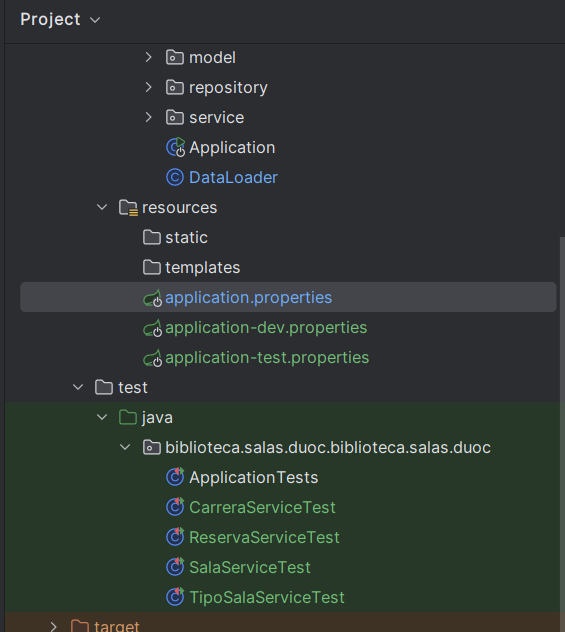 Project
model
repository
service
Application
DataLoader
resources
static
templates
application.properties
application-dev.properties
application-test.properties
test
java
biblioteca.salas.duoc.biblioteca.salas.duoc
ApplicationTests
CarreraServiceTest
ReservaServiceTest
SalaServiceTest
TipoSalaServiceTest
target